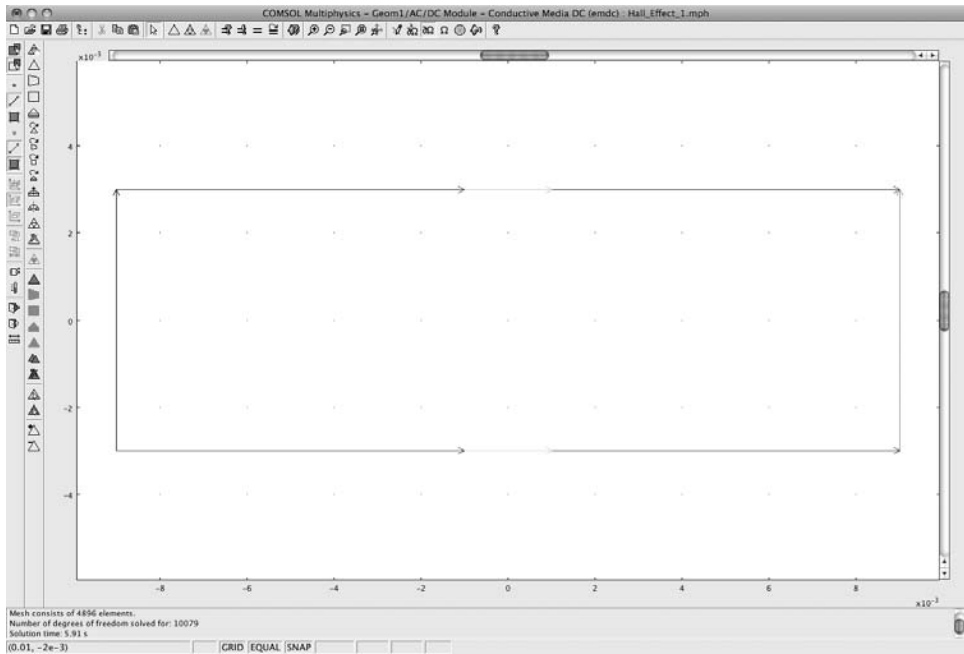 COMSOL Multiphysics – Geom1/AC/DC Module – Conductive Media DC (emdc) : Hall_Effect_1.mph
×10⁻³
4
2
0
-2
-4
-8 -6 -4 -2 0 2 4 6 8
×10⁻³
Mesh consists of 4896 elements.
Number of degrees of freedom solved for: 10079
Solution time: 5.91 s
(0.01, -2e-3) GRID EQUAL SNAP